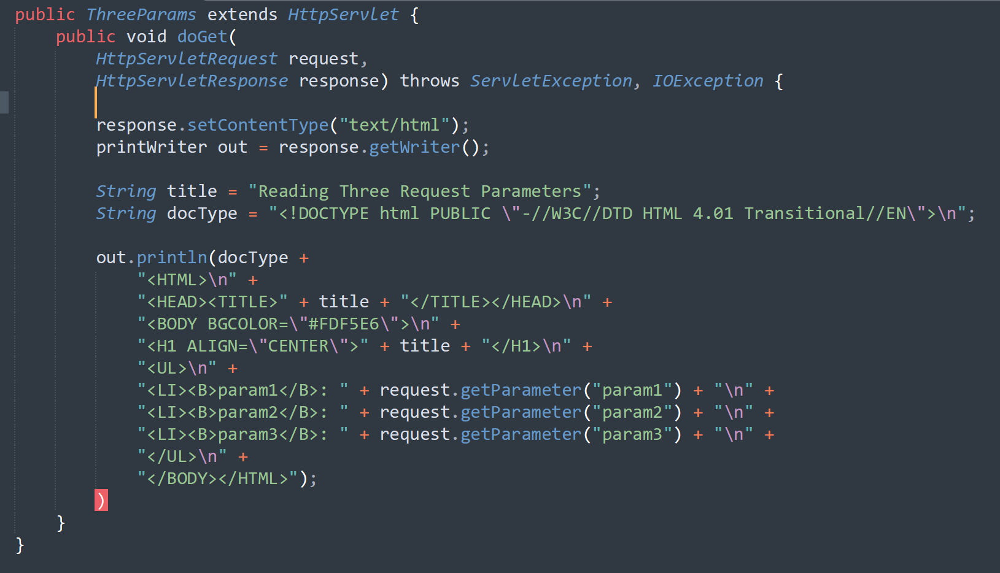 public ThreeParams extends HttpServlet {
    public void doGet(
        HttpServletRequest request,
        HttpServletResponse response) throws ServletException, IOException {

        response.setContentType("text/html");
        printWriter out = response.getWriter();

        String title = "Reading Three Request Parameters";
        String docType = "<!DOCTYPE html PUBLIC \"-//W3C//DTD HTML 4.01 Transitional//EN\">\n";

        out.println(docType +
            "<HTML>\n" +
            "<HEAD><TITLE>" + title + "</TITLE></HEAD>\n" +
            "<BODY BGCOLOR=\"#FDF5E6\">\n" +
            "<H1 ALIGN=\"CENTER\">" + title + "</H1>\n" +
            "<UL>\n" +
            "<LI><B>param1</B>: " + request.getParameter("param1") + "\n" +
            "<LI><B>param2</B>: " + request.getParameter("param2") + "\n" +
            "<LI><B>param3</B>: " + request.getParameter("param3") + "\n" +
            "</UL>\n" +
            "</BODY></HTML>");
        )
    }
}